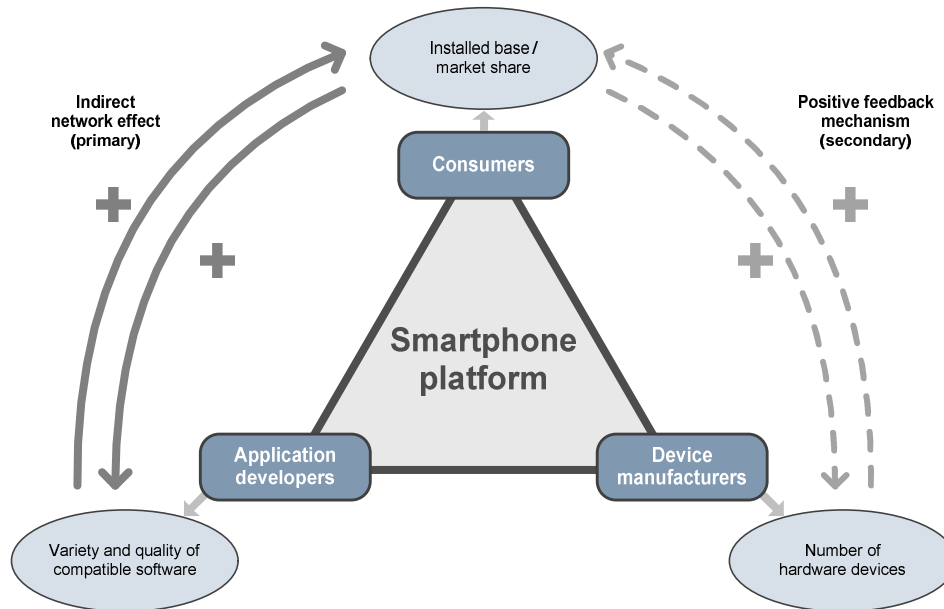 Installed base/
market share
Indirect
network effect
(primary)
Positive feedback
mechanism
(secondary)
Consumers
Smartphone
platform
Application
developers
Device
manufacturers
Variety and quality of
compatible software
Number of
hardware devices